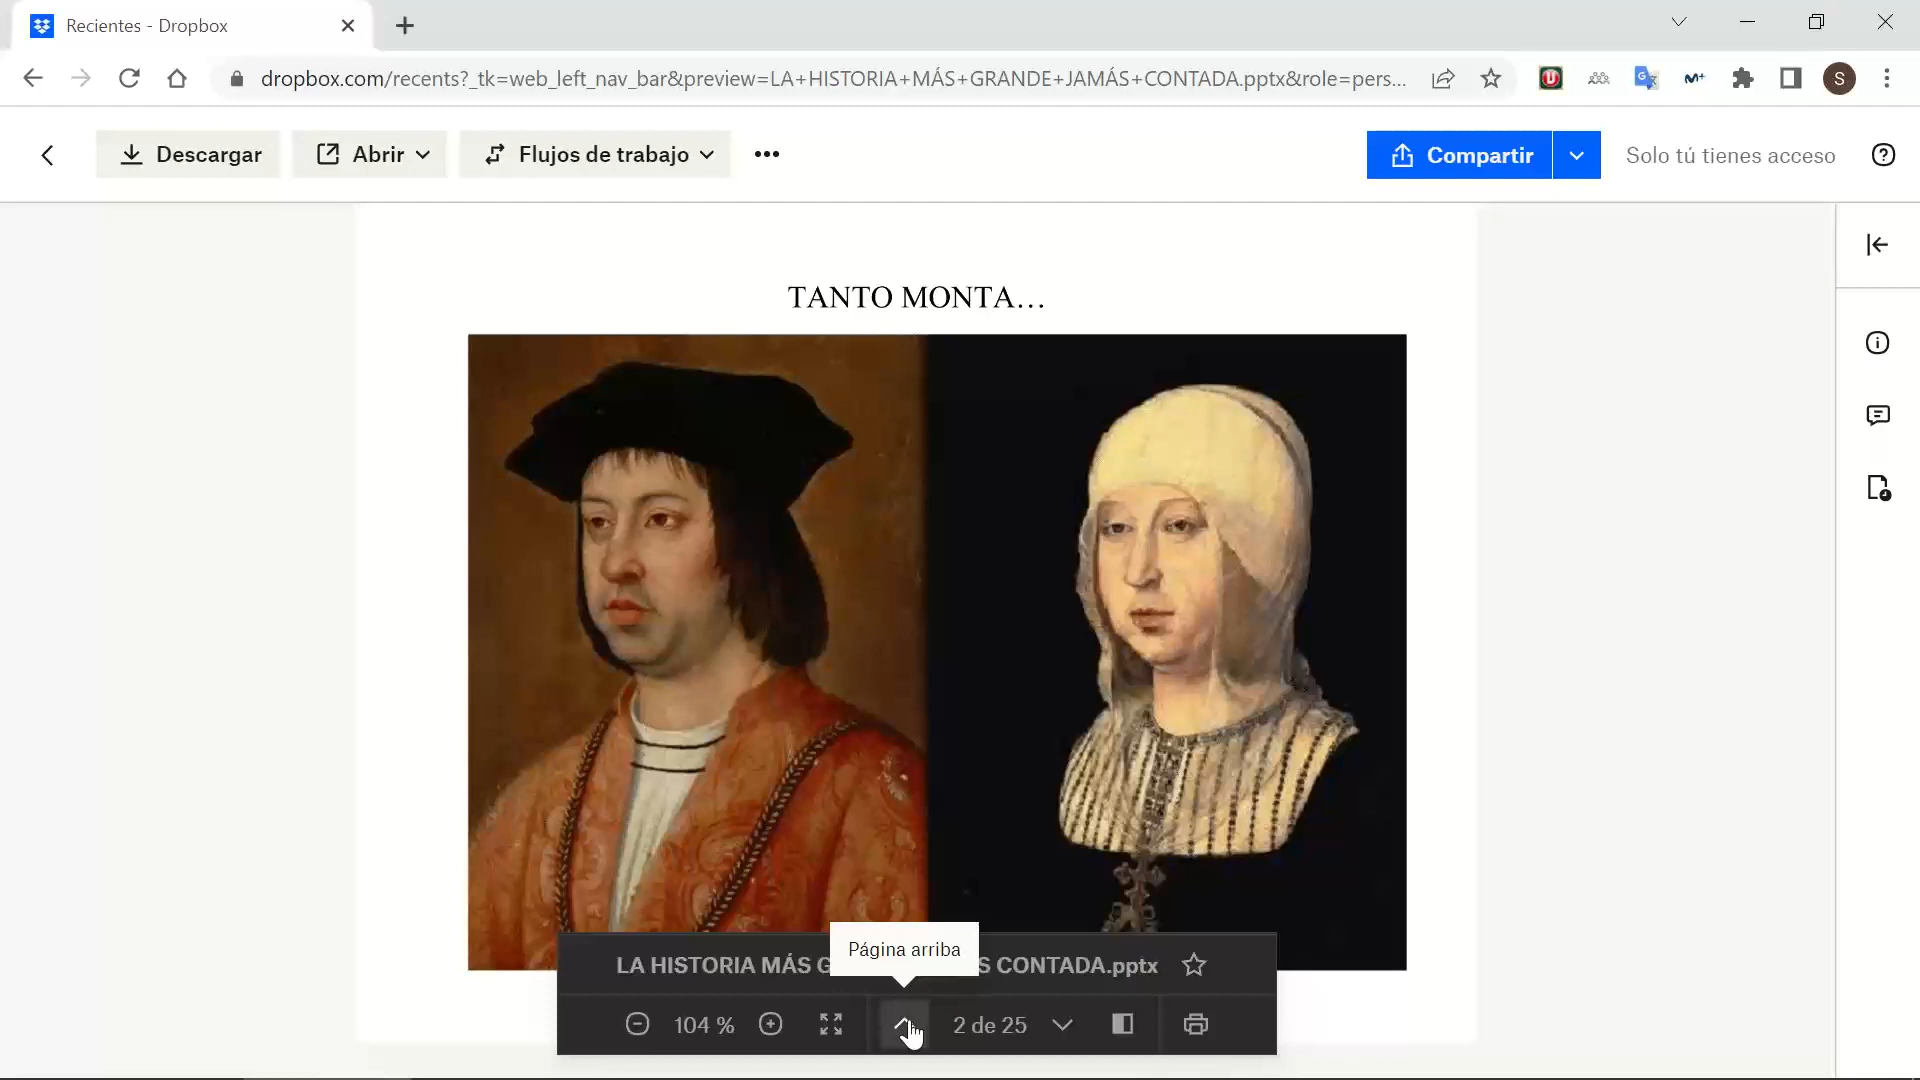 Recientes - Dropbox
dropbox.com/recents?_tk=web_left_nav_bar&preview=LA+HISTORIA+MÁS+GRANDE+JAMÁS+CONTADA.pptx&role=pers...
S
Descargar
Abrir
Flujos de trabajo
Compartir
Solo tú tienes acceso
TANTO MONTA...
Página arriba
LA HISTORIA MÁS G S CONTADA.pptx
104 %
2 de 25